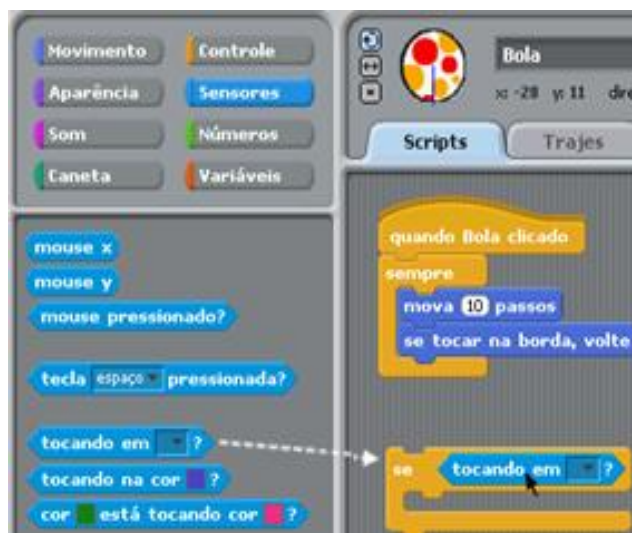 Movimento Controle
Aparência Sensores
Som Números
Caneta Variáveis
mouse x
mouse y
mouse pressionado?
tecla espaço pressionada?
tocando em ?
tocando na cor ?
cor está tocando cor ?
Bola
x: -28 y: 11 dire
Scripts Trajes
quando Bola clicado
sempre
mova 10 passos
se tocar na borda, volte
se tocando em ?